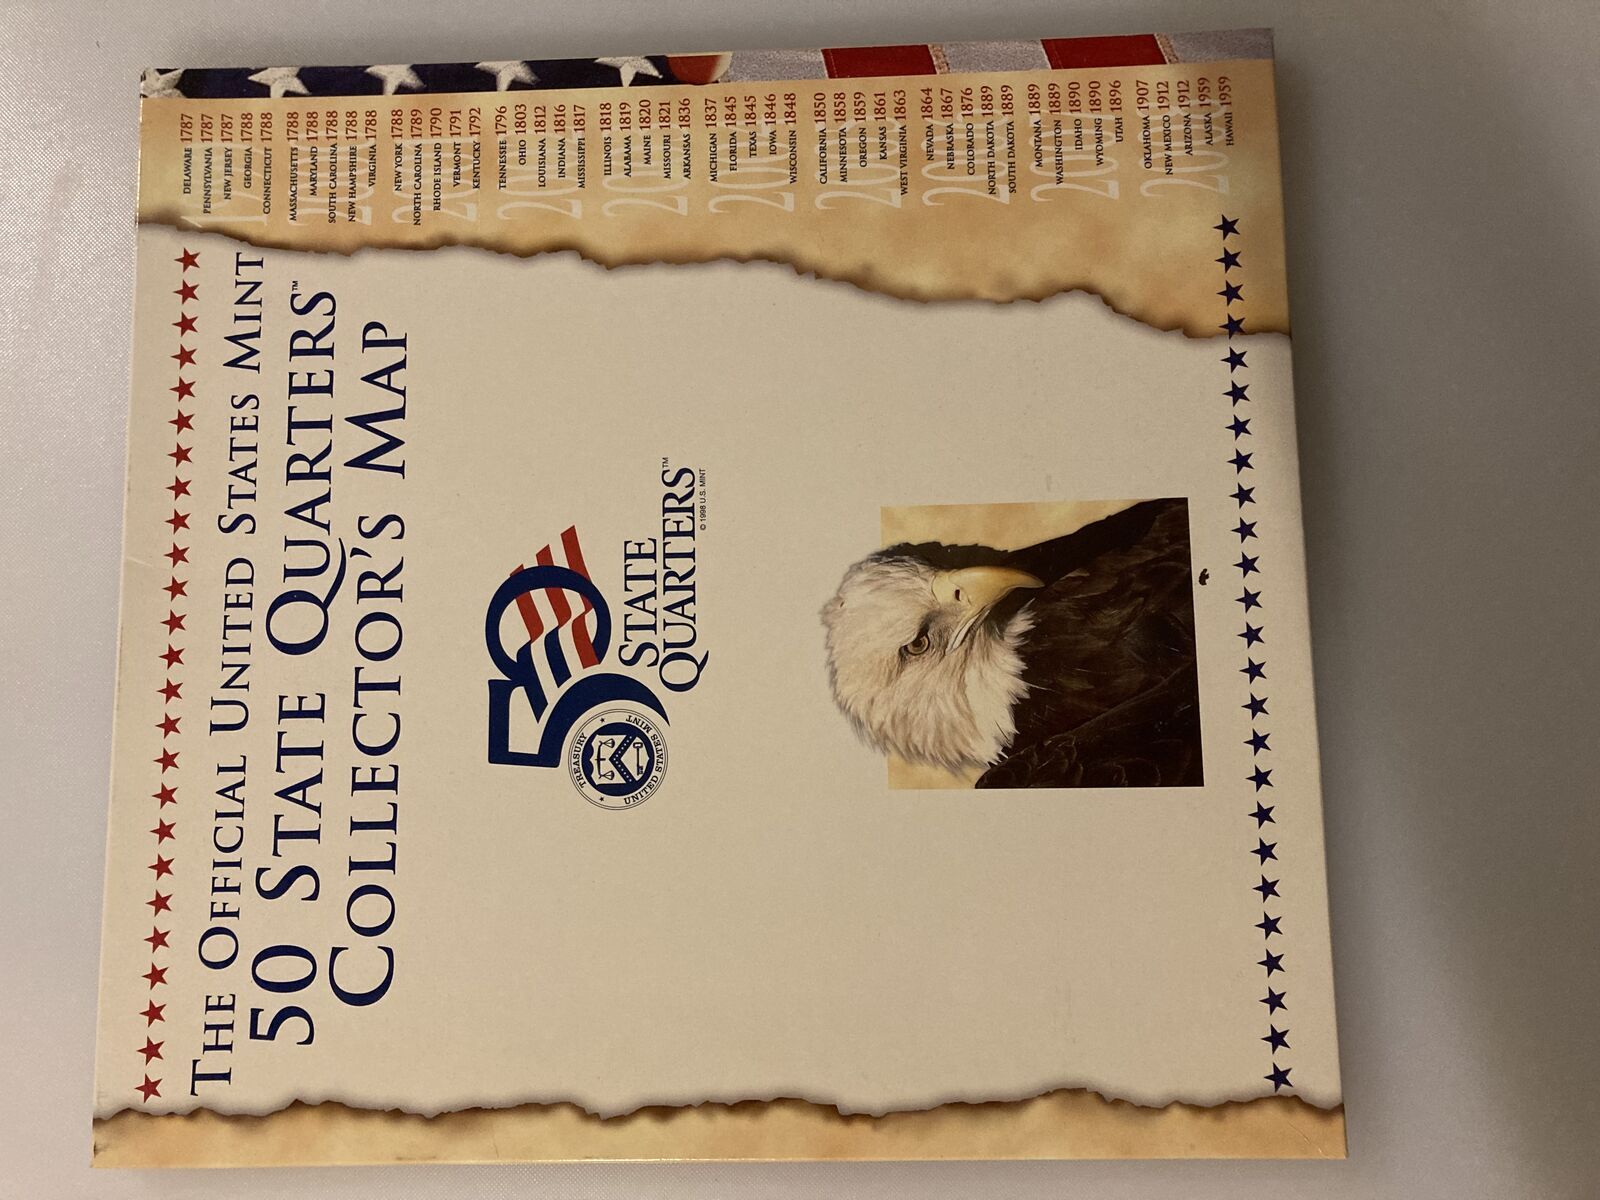 THE OFFICIAL UNITED STATES MINT
50 STATE QUARTERS™
COLLECTOR'S MAP
50
TREASURY
UNITED STATES MINT
STATE
QUARTERS™
© 1998 U.S. MINT
DELAWARE 1787
PENNSYLVANIA 1787
NEW JERSEY 1787
GEORGIA 1788
CONNECTICUT 1788
MASSACHUSETTS 1788
MARYLAND 1788
SOUTH CAROLINA 1788
NEW HAMPSHIRE 1788
VIRGINIA 1788
NEW YORK 1788
NORTH CAROLINA 1789
RHODE ISLAND 1790
VERMONT 1791
KENTUCKY 1792
TENNESSEE 1796
OHIO 1803
LOUISIANA 1812
INDIANA 1816
MISSISSIPPI 1817
ILLINOIS 1818
ALABAMA 1819
MAINE 1820
MISSOURI 1821
ARKANSAS 1836
MICHIGAN 1837
FLORIDA 1845
TEXAS 1845
IOWA 1846
WISCONSIN 1848
CALIFORNIA 1850
MINNESOTA 1858
OREGON 1859
KANSAS 1861
WEST VIRGINIA 1863
NEVADA 1864
NEBRASKA 1867
COLORADO 1876
NORTH DAKOTA 1889
SOUTH DAKOTA 1889
MONTANA 1889
WASHINGTON 1889
IDAHO 1890
WYOMING 1890
UTAH 1896
OKLAHOMA 1907
NEW MEXICO 1912
ARIZONA 1912
ALASKA 1959
HAWAII 1959